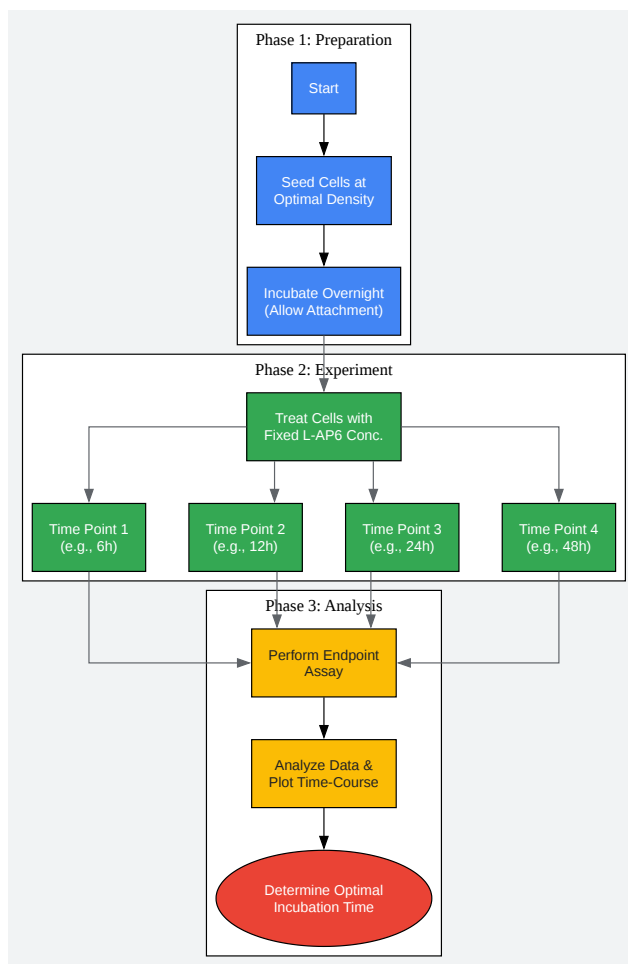 Phase 1: Preparation
Start
Seed Cells at
Optimal Density
Incubate Overnight
(Allow Attachment)
Phase 2: Experiment
Treat Cells with
Fixed L-AP6 Conc.
Time Point 1
(e.g., 6h)
Time Point 2
(e.g., 12h)
Time Point 3
(e.g., 24h)
Time Point 4
(e.g., 48h)
Phase 3: Analysis
Perform Endpoint
Assay
Analyze Data &
Plot Time-Course
Determine Optimal
Incubation Time